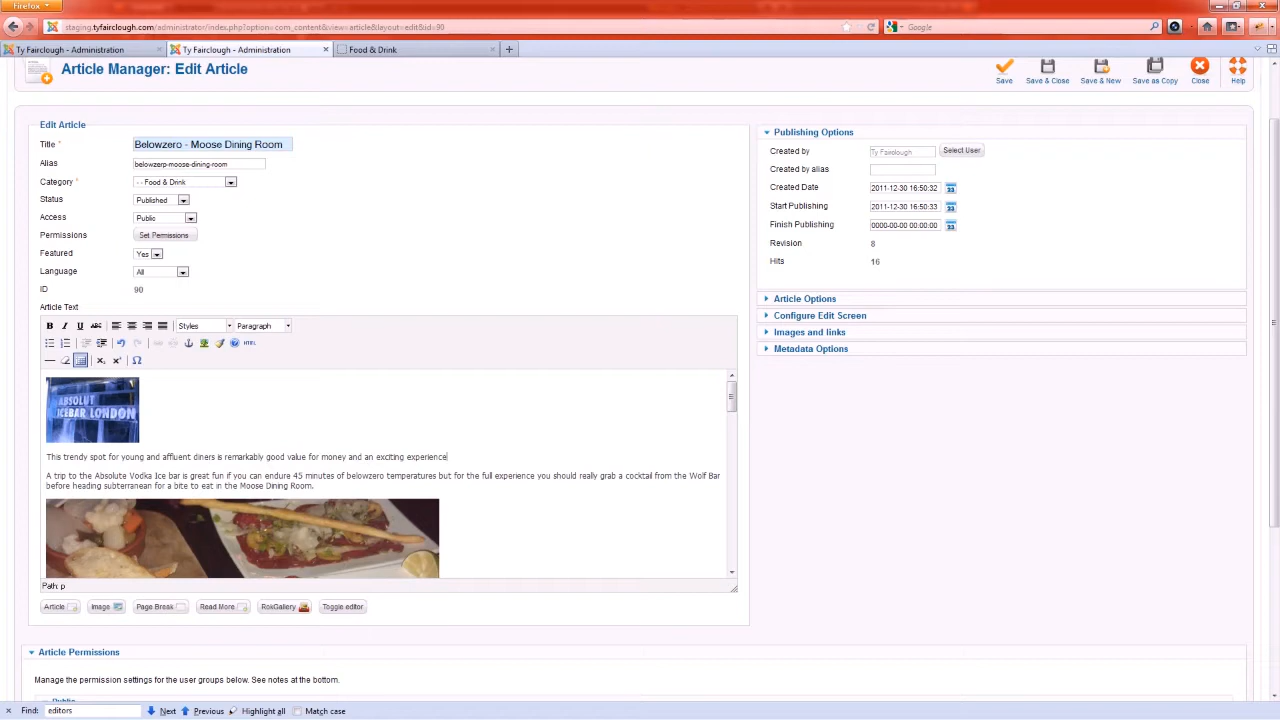 Firefox
staging.tyfairclough.com/administrator/index.php?option=com_content&view=article&layout=edit&id=90
Google
Ty Fairclough - Administration
Ty Fairclough - Administration
Food & Drink
Article Manager: Edit Article
Save
Save & Close
Save & New
Save as Copy
Close
Help
Edit Article
Title *
Belowzero - Moose Dining Room
Alias
belowzerp-moose-dining-room
Category *
- - Food & Drink
Status
Published
Access
Public
Permissions
Set Permissions
Featured
Yes
Language
All
ID
90
Article Text
B I U ABC
Styles
Paragraph
HTML
ABSOLUT
ICEBAR LONDON
This trendy spot for young and affluent diners is remarkably good value for money and an exciting experience
A trip to the Absolute Vodka Ice bar is great fun if you can endure 45 minutes of belowzero temperatures but for the full experience you should really grab a cocktail from the Wolf Bar
before heading subterranean for a bite to eat in the Moose Dining Room.
Path: p
Article
Image
Page Break
Read More
RokGallery
Toggle editor
Publishing Options
Created by
Ty Fairclough
Select User
Created by alias
Created Date
2011-12-30 16:50:32
23
Start Publishing
2011-12-30 16:50:33
23
Finish Publishing
0000-00-00 00:00:00
23
Revision
8
Hits
16
Article Options
Configure Edit Screen
Images and links
Metadata Options
Article Permissions
Manage the permission settings for the user groups below. See notes at the bottom.
Public
Find:
editors
Next
Previous
Highlight all
Match case